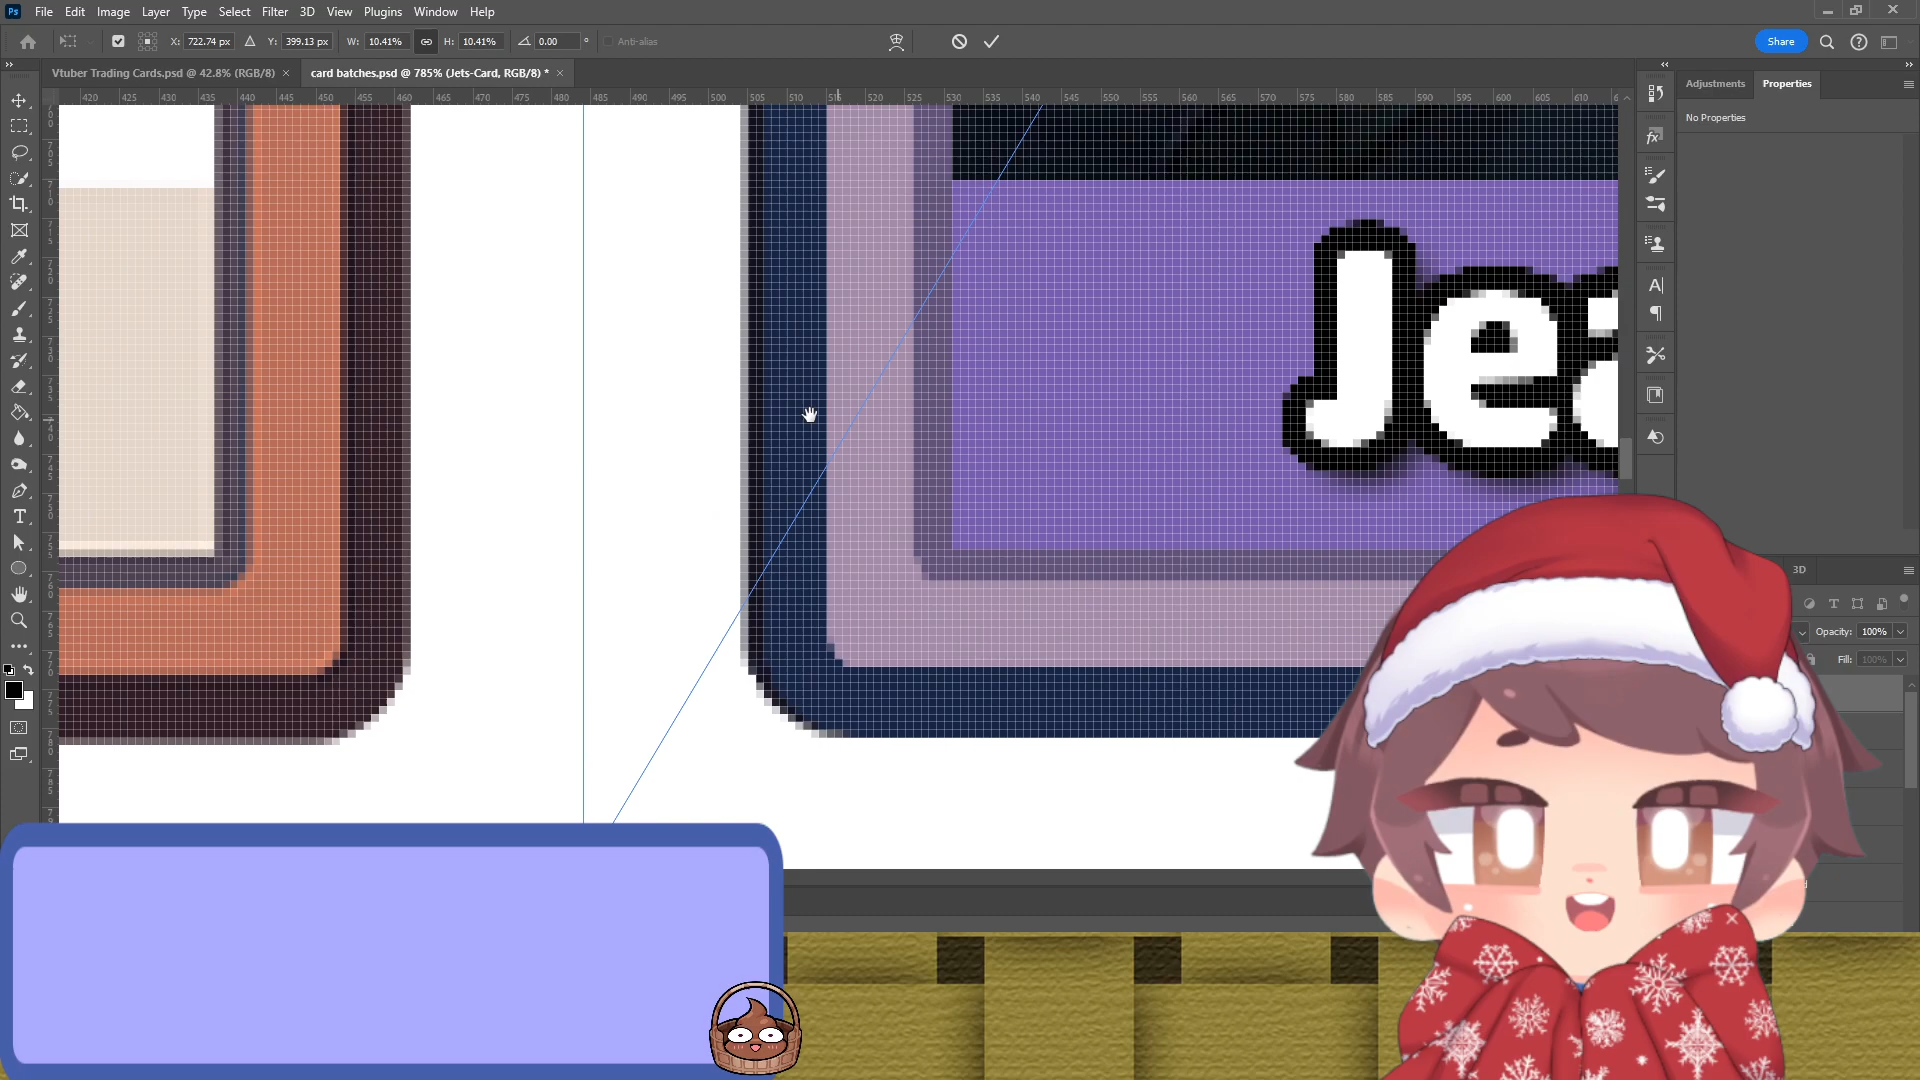 Ps File Edit Image Layer Type Select Filter 3D View Plugins Window Help
X: 722.74 px Y: 399.13 px W: 10.41% H: 10.41% 0.00 ° Anti-alias Share
Vtuber Trading Cards.psd @ 42.8% (RGB/8) × card batches.psd @ 785% (Jets-Card, RGB/8) * ×
Adjustments Properties
420 425 430 435 440 445 450 455 460 465 470 475 480 485 490 495 500 505 510 515 520 525 530 535 540 545 550 555 560 565 570 575 580 585 590 595 600 605 610
No Properties
Je
3D
Opacity: 100%
Fill: 100%